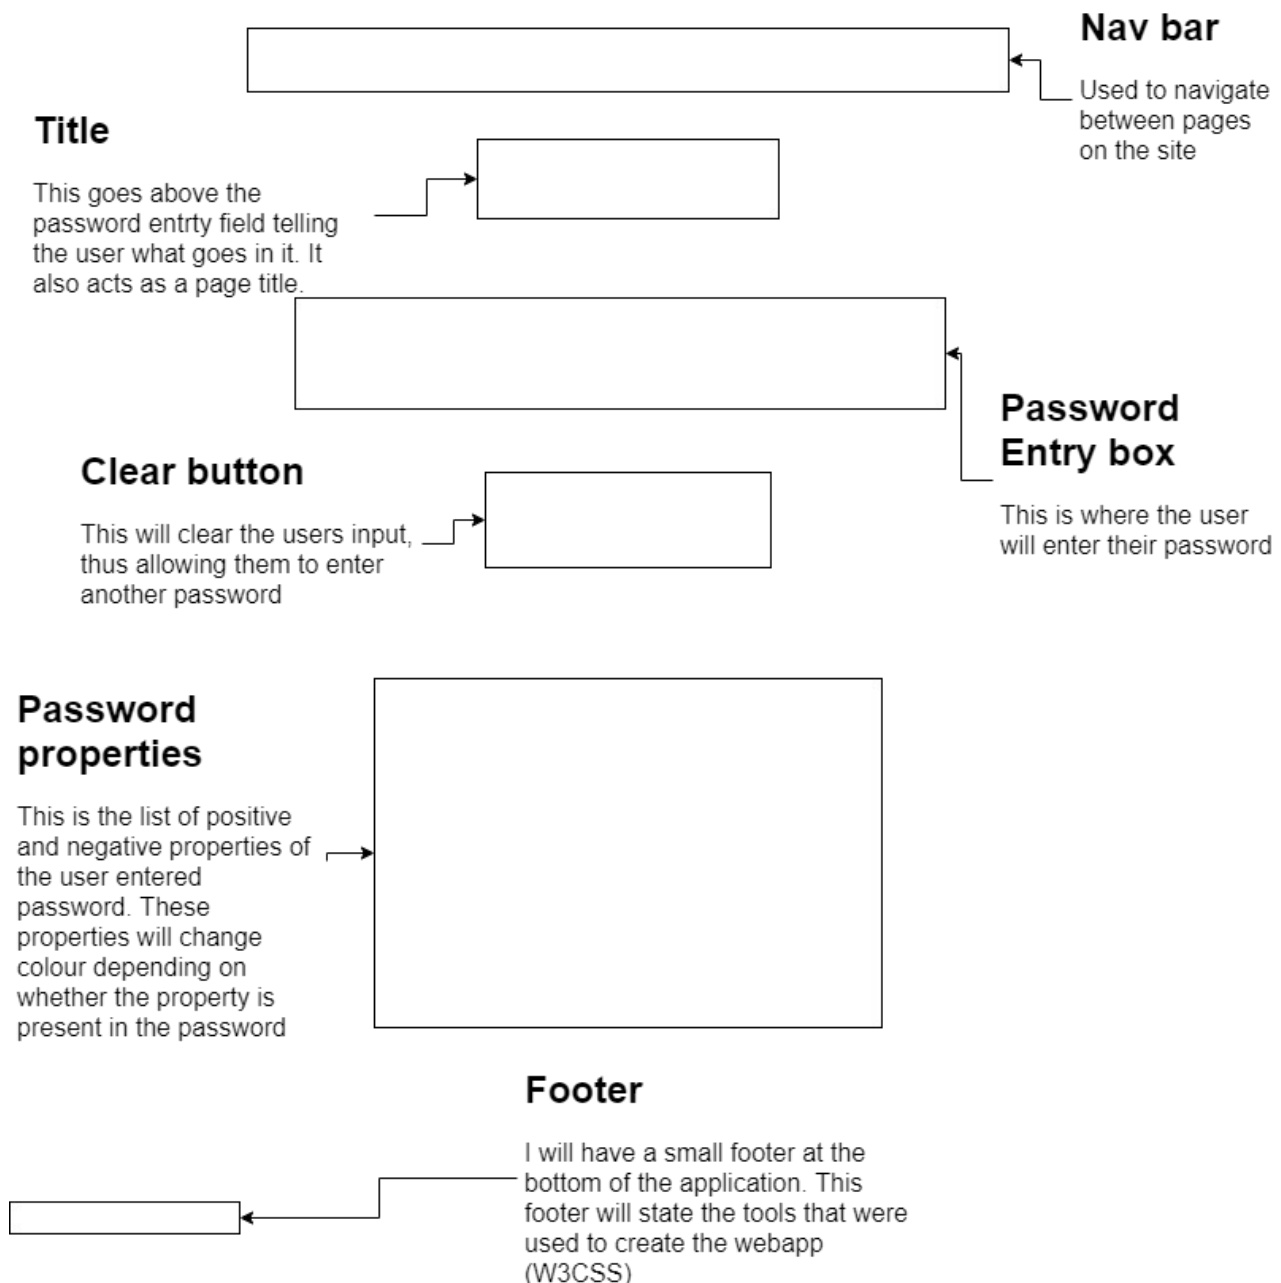 Nav bar
Used to navigate
between pages
on the site
Title
This goes above the
password entrty field telling
the user what goes in it. It
also acts as a page title.
Password
Entry box
This is where the user
will enter their password
Clear button
This will clear the users input,
thus allowing them to enter
another password
Password
properties
This is the list of positive
and negative properties of
the user entered
password. These
properties will change
colour depending on
whether the property is
present in the password
Footer
I will have a small footer at the
bottom of the application. This
footer will state the tools that were
used to create the webapp
(W3CSS)